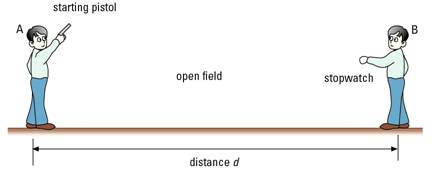 starting pistol
A
B
open field
stopwatch
distance d